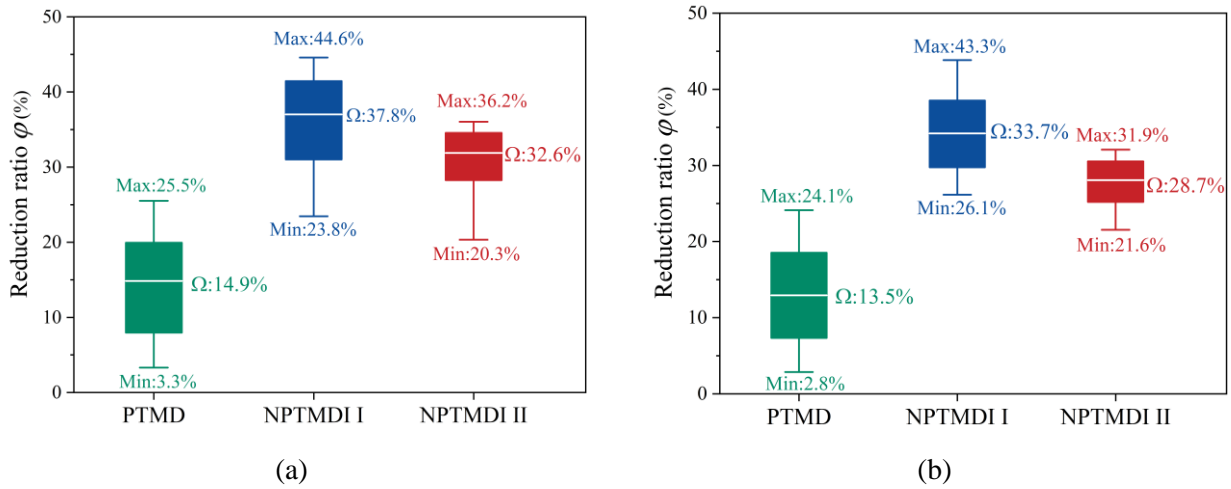 Reduction ratio φ (%)
50
40
30
20
10
0
Max:25.5%
Ω:14.9%
Min:3.3%
Max:44.6%
Ω:37.8%
Min:23.8%
Max:36.2%
Ω:32.6%
Min:20.3%
PTMD
NPTMDI I
NPTMDI II
(a)
Reduction ratio φ (%)
50
40
30
20
10
0
Max:24.1%
Ω:13.5%
Min:2.8%
Max:43.3%
Ω:33.7%
Min:26.1%
Max:31.9%
Ω:28.7%
Min:21.6%
PTMD
NPTMDI I
NPTMDI II
(b)